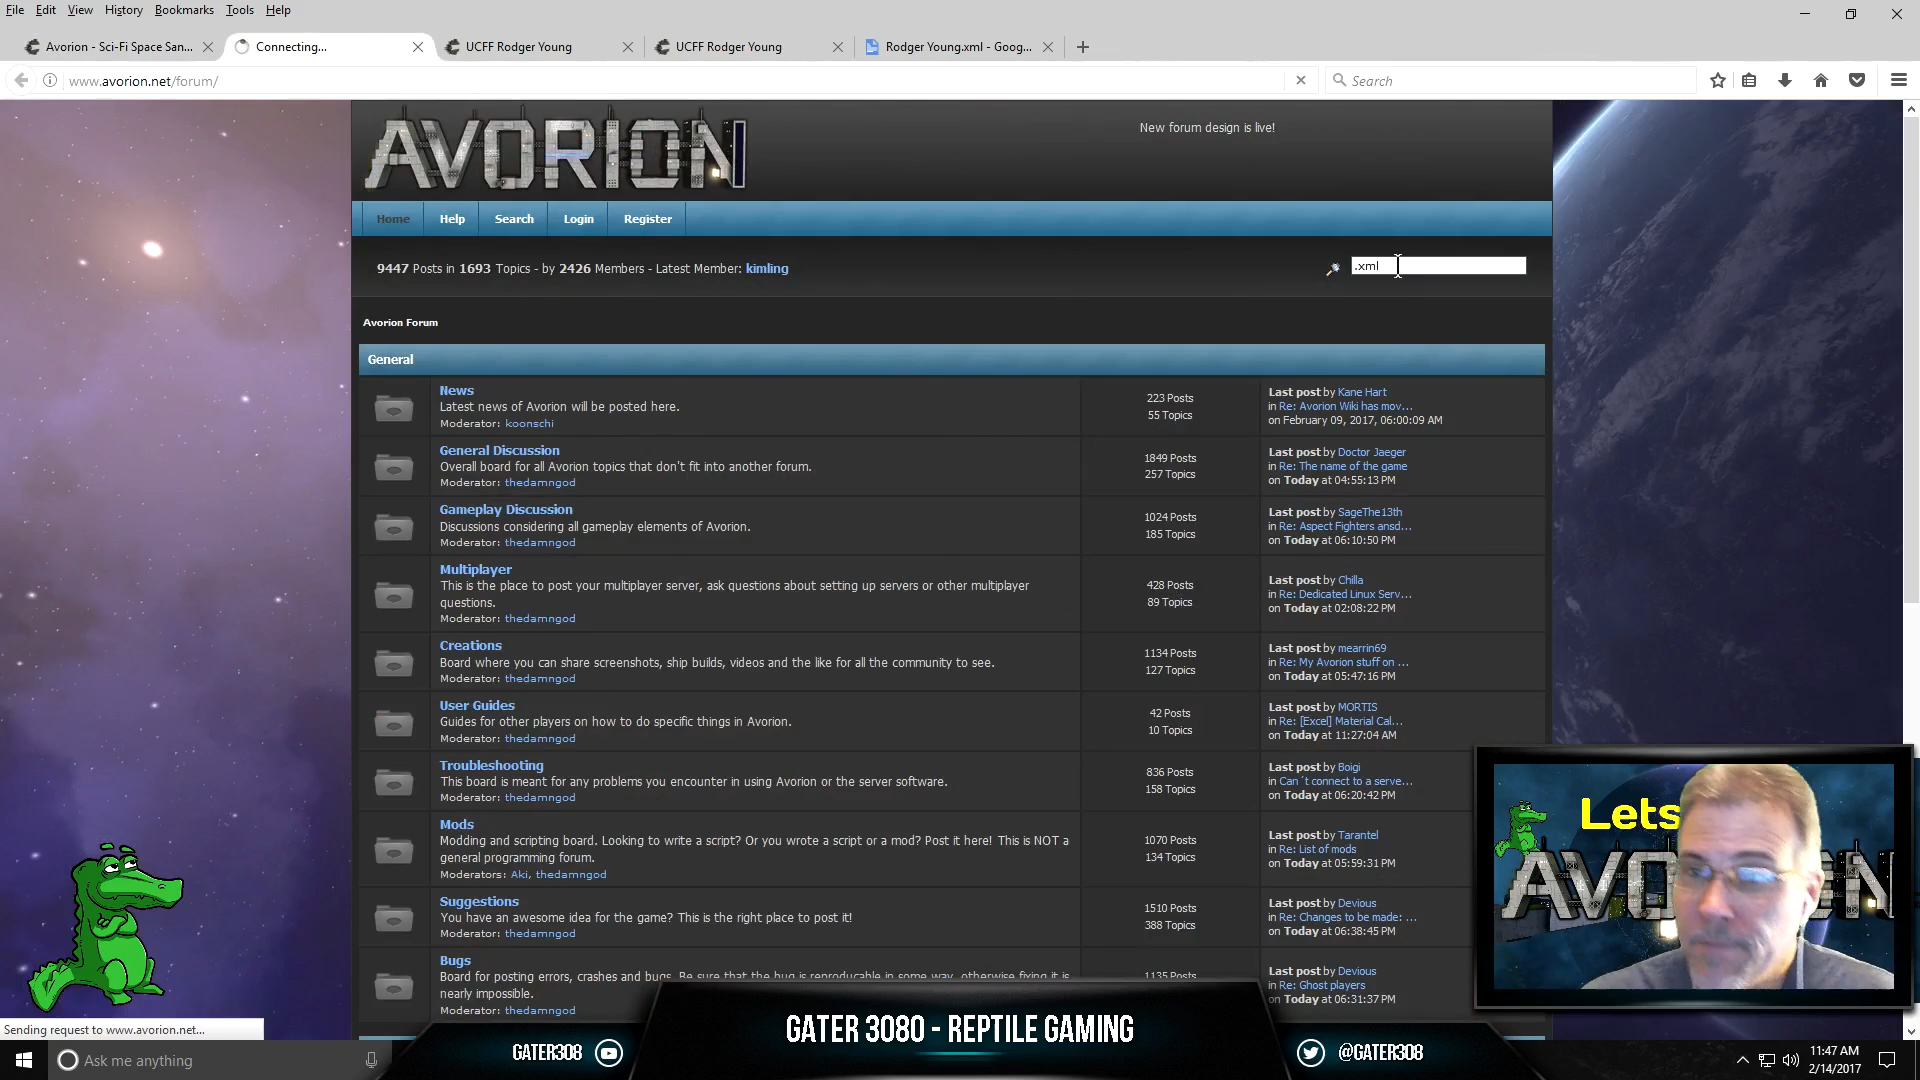 File Edit View History Bookmarks Tools Help
Avorion - Sci-Fi Space San...
Connecting...
UCFF Rodger Young
UCFF Rodger Young
Rodger Young.xml - Goog...
www.avorion.net/forum/
Search
AVORION
New forum design is live!
Home Help Search Login Register
9447 Posts in 1693 Topics - by 2426 Members - Latest Member: kimling
.xml
Avorion Forum
General
News
Latest news of Avorion will be posted here.
Moderator: koonschi
223 Posts
55 Topics
Last post by Kane Hart
in Re: Avorion Wiki has mov...
on February 09, 2017, 06:00:09 AM
General Discussion
Overall board for all Avorion topics that don't fit into another forum.
Moderator: thedamngod
1849 Posts
257 Topics
Last post by Doctor Jaeger
in Re: The name of the game
on Today at 04:55:13 PM
Gameplay Discussion
Discussions considering all gameplay elements of Avorion.
Moderator: thedamngod
1024 Posts
185 Topics
Last post by SageThe13th
in Re: Aspect Fighters ansd...
on Today at 06:10:50 PM
Multiplayer
This is the place to post your multiplayer server, ask questions about setting up servers or other multiplayer
questions.
Moderator: thedamngod
428 Posts
89 Topics
Last post by Chilla
in Re: Dedicated Linux Serv...
on Today at 02:08:22 PM
Creations
Board where you can share screenshots, ship builds, videos and the like for all the community to see.
Moderator: thedamngod
1134 Posts
127 Topics
Last post by mearrin69
in Re: My Avorion stuff on ...
on Today at 05:47:16 PM
User Guides
Guides for other players on how to do specific things in Avorion.
Moderator: thedamngod
42 Posts
10 Topics
Last post by MORTIS
in Re: [Excel] Material Cal...
on Today at 11:27:04 AM
Troubleshooting
This board is meant for any problems you encounter in using Avorion or the server software.
Moderator: thedamngod
836 Posts
158 Topics
Last post by Boigi
in Can´t connect to a serve...
on Today at 06:20:42 PM
Mods
Modding and scripting board. Looking to write a script? Or you wrote a script or a mod? Post it here! This is NOT a
general programming forum.
Moderators: Aki, thedamngod
1070 Posts
134 Topics
Last post by Tarantel
in Re: List of mods
on Today at 05:59:31 PM
Suggestions
You have an awesome idea for the game? This is the right place to post it!
Moderator: thedamngod
1510 Posts
388 Topics
Last post by Devious
in Re: Changes to be made: ...
on Today at 06:38:45 PM
Bugs
Board for posting errors, crashes and bugs. Be sure that the bug is reproducable in some way, otherwise fixing it is
nearly impossible.
Moderator: thedamngod
1135 Posts
Last post by Devious
in Re: Ghost players
on Today at 06:31:37 PM
Lets
Sending request to www.avorion.net...
GATER308
GATER 3080 - REPTILE GAMING
@GATER308
Ask me anything
11:47 AM
2/14/2017